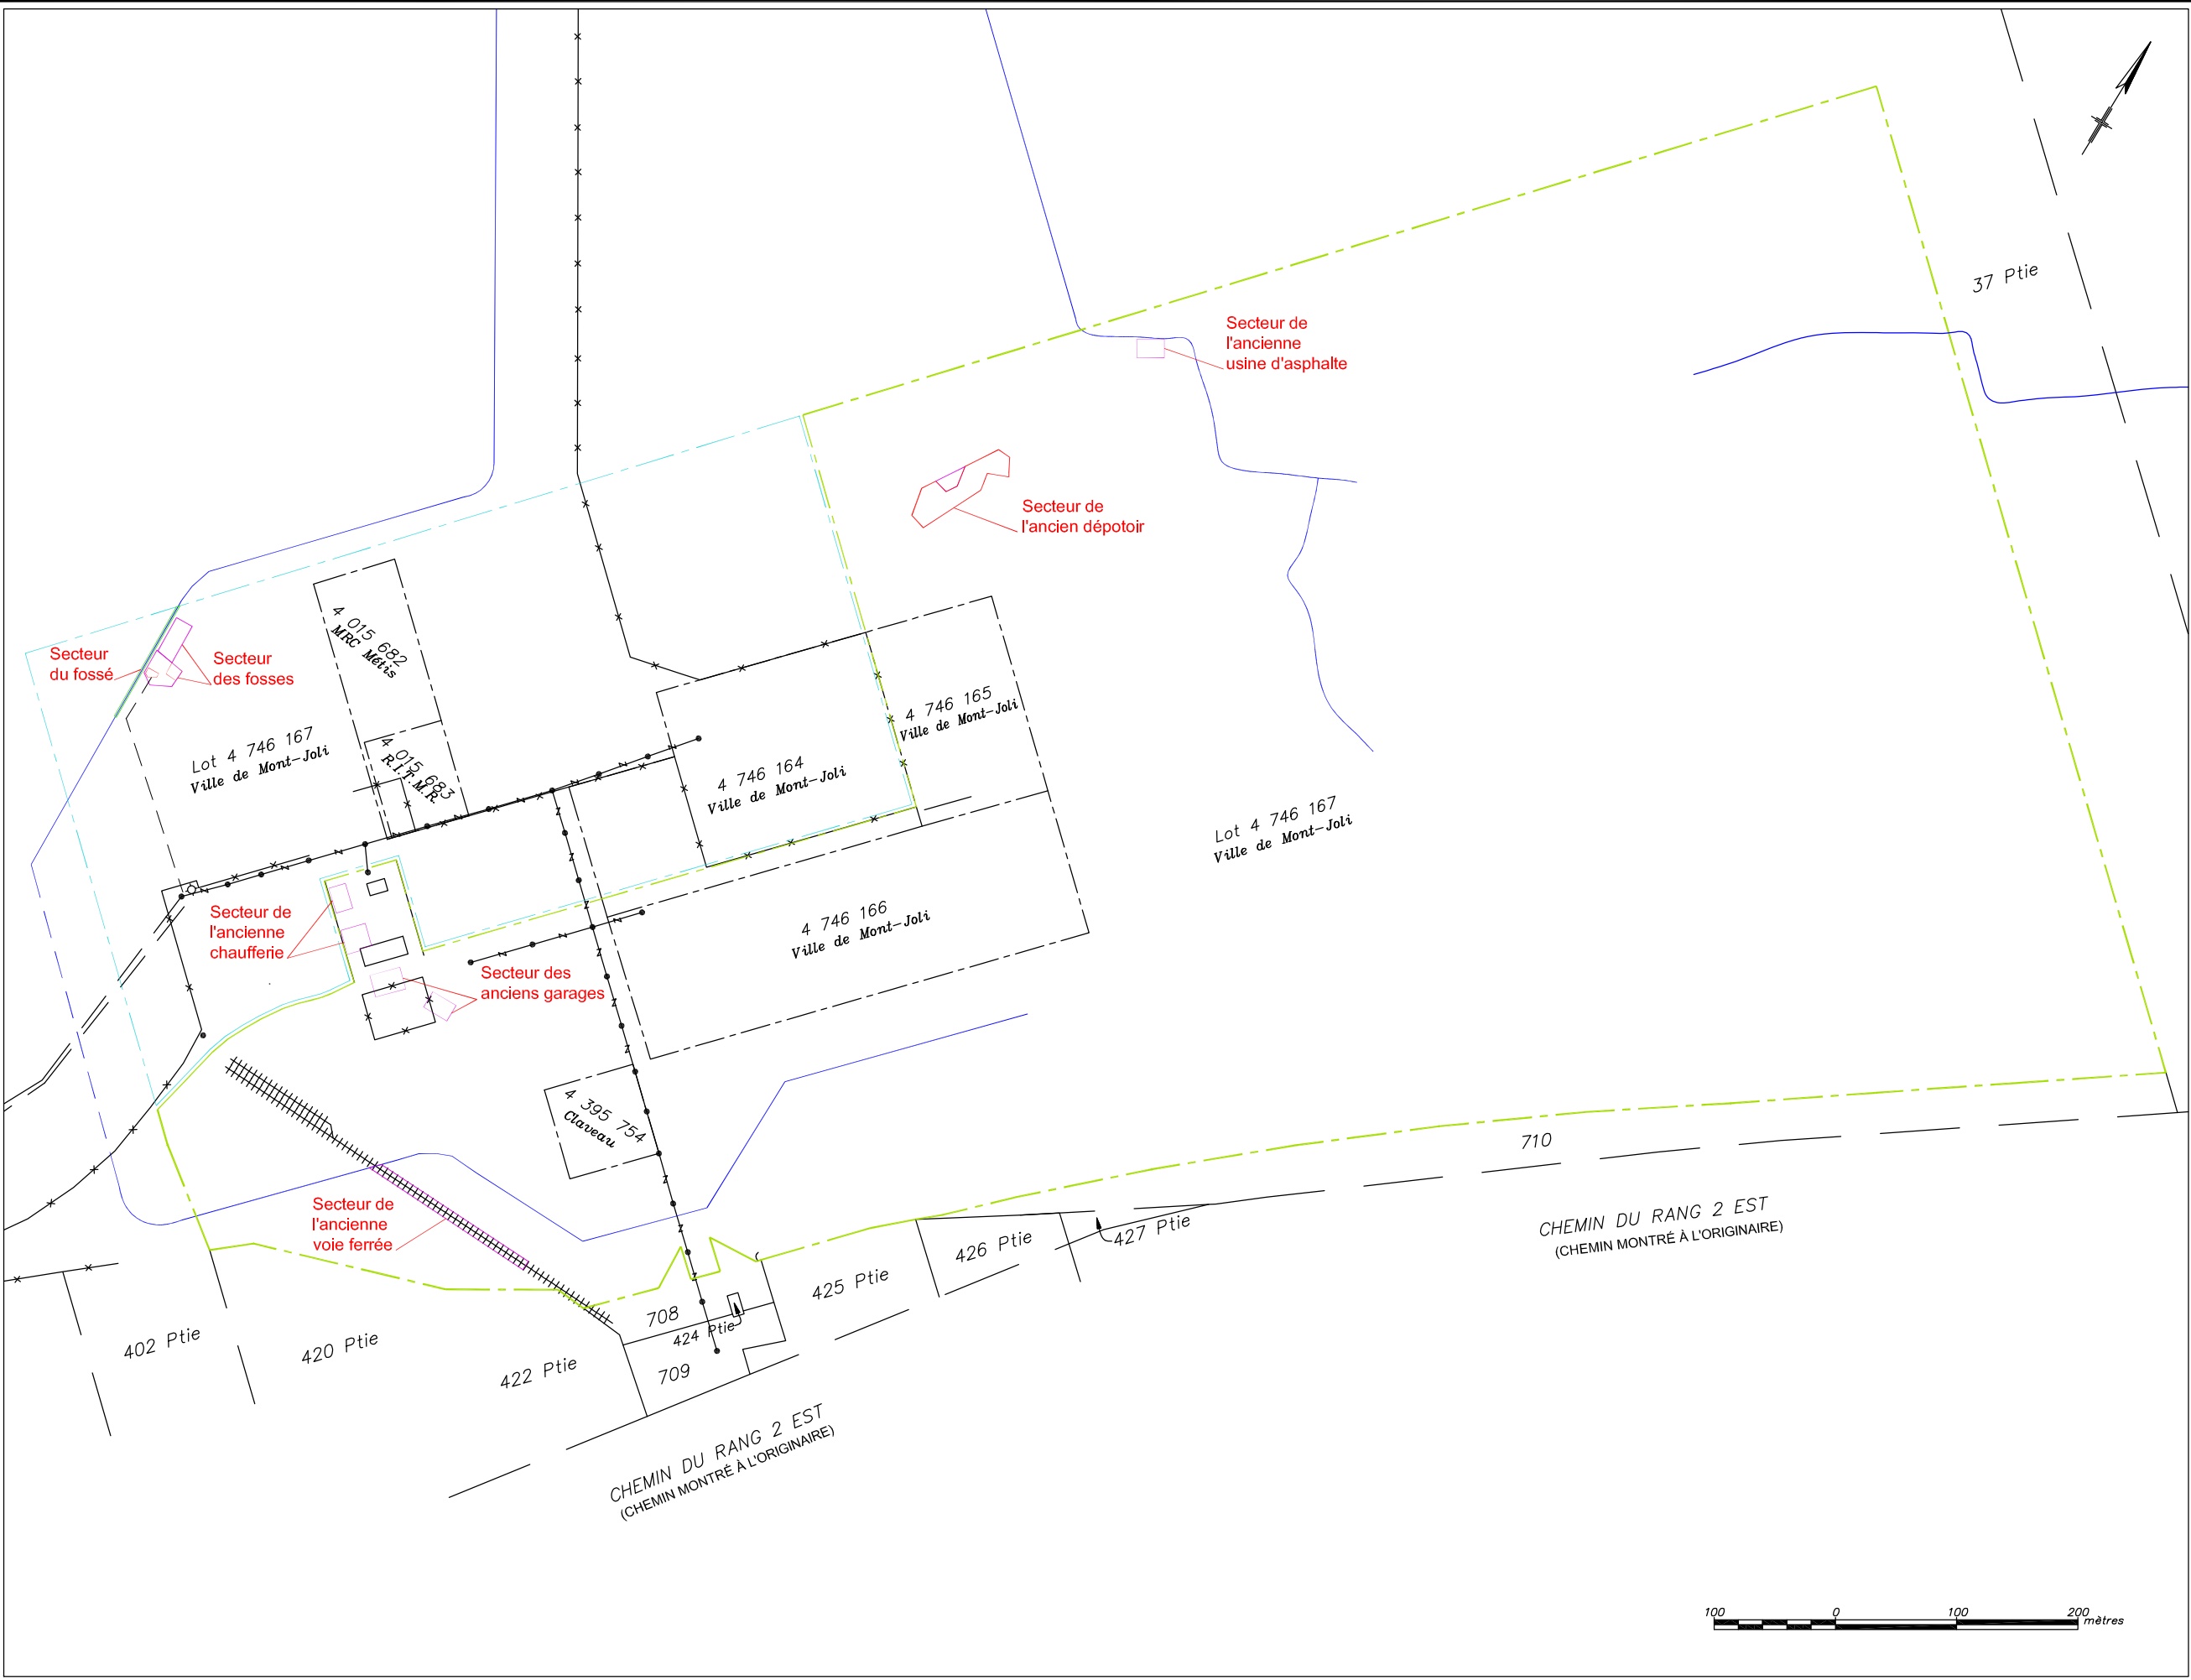 37 Ptie
Secteur de
l'ancienne
usine d'asphalte
Secteur de
l'ancien dépotoir
4 015 682
MRC Métis
Secteur
du fossé
Secteur
des fosses
4 746 165
Ville de Mont-Joli
Lot 4 746 167
Ville de Mont-Joli
4 015 683
R.I.T.M.R.
4 746 164
Ville de Mont-Joli
Lot 4 746 167
Ville de Mont-Joli
Secteur de
l'ancienne
chaufferie
4 746 166
Ville de Mont-Joli
Secteur des
anciens garages
4 395 754
Claveau
710
Secteur de
l'ancienne
voie ferrée
CHEMIN DU RANG 2 EST
(CHEMIN MONTRÉ À L'ORIGINAIRE)
427 Ptie
426 Ptie
425 Ptie
708
424 Ptie
402 Ptie
420 Ptie
422 Ptie
709
CHEMIN DU RANG 2 EST
(CHEMIN MONTRÉ À L'ORIGINAIRE)
100 0 100 200
mètres